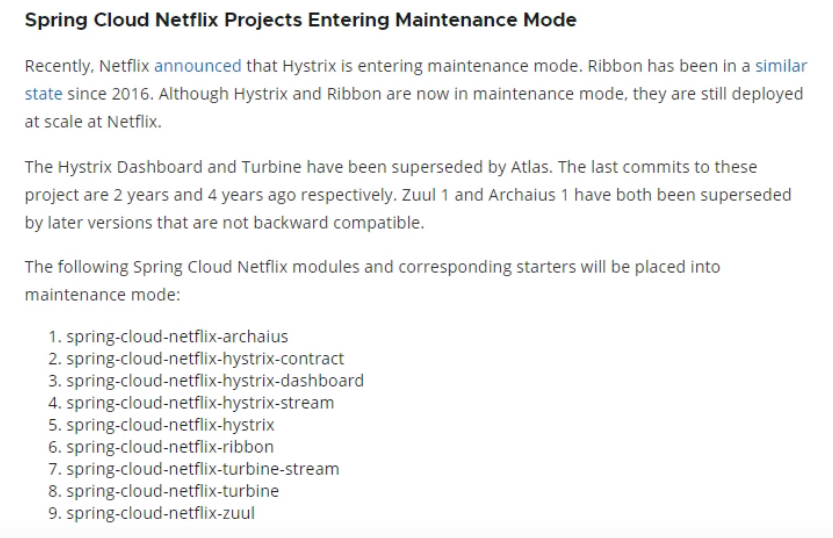 Spring Cloud Netflix Projects Entering Maintenance Mode
Recently, Netflix announced that Hystrix is entering maintenance mode. Ribbon has been in a similar
state since 2016. Although Hystrix and Ribbon are now in maintenance mode, they are still deployed
at scale at Netflix.
The Hystrix Dashboard and Turbine have been superseded by Atlas. The last commits to these
project are 2 years and 4 years ago respectively. Zuul 1 and Archaius 1 have both been superseded
by later versions that are not backward compatible.
The following Spring Cloud Netflix modules and corresponding starters will be placed into
maintenance mode:
1. spring-cloud-netflix-archaius
2. spring-cloud-netflix-hystrix-contract
3. spring-cloud-netflix-hystrix-dashboard
4. spring-cloud-netflix-hystrix-stream
5. spring-cloud-netflix-hystrix
6. spring-cloud-netflix-ribbon
7. spring-cloud-netflix-turbine-stream
8. spring-cloud-netflix-turbine
9. spring-cloud-netflix-zuul